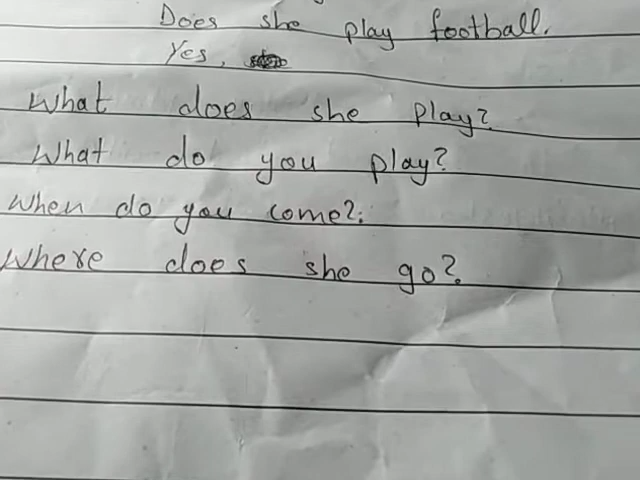 Does she play football.
Yes,
What does she play?
What do you play?
When do you come?.
Where does she go?